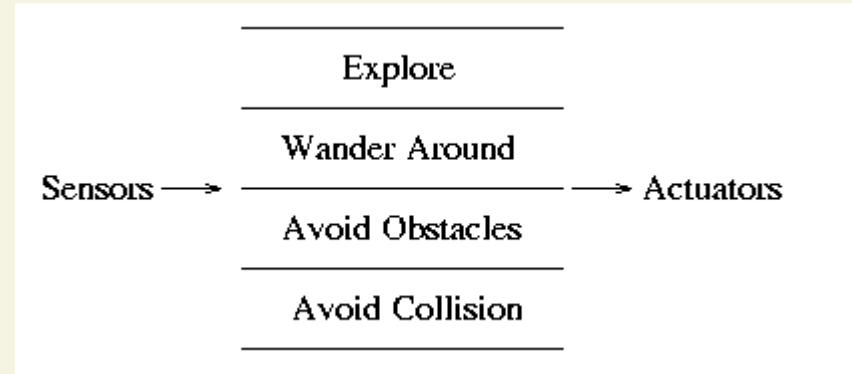 Explore
Wander Around
Sensors
Actuators
Avoid Obstacles
Avoid Collision